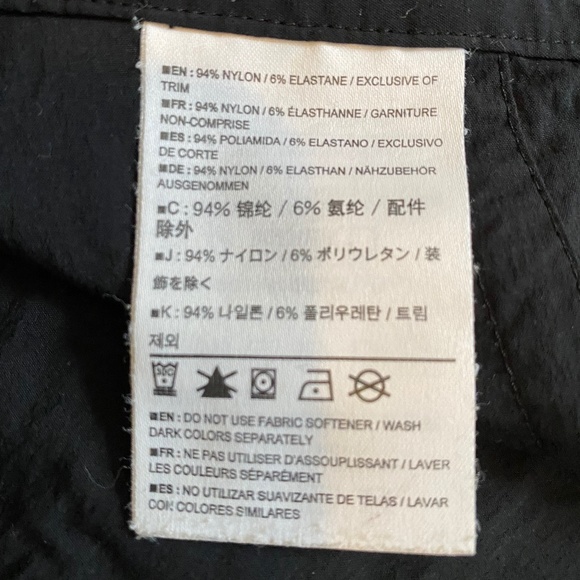 ■EN : 94% NYLON / 6% ELASTANE / EXCLUSIVE OF
TRIM
■FR : 94% NYLON / 6% ÉLASTHANNE / GARNITURE
NON-COMPRISE
■ES : 94% POLIAMIDA / 6% ELASTANO / EXCLUSIVO
DE CORTE
■DE : 94% NYLON / 6% ELASTHAN / NÄHZUBEHÖR
AUSGENOMMEN
■C : 94% 锦纶 / 6% 氨纶 / 配件
除外
■J : 94% ナイロン / 6% ポリウレタン / 装
飾を除く
■K : 94% 나일론 / 6% 폴리우레탄 / 트림
제외
■EN : DO NOT USE FABRIC SOFTENER / WASH
DARK COLORS SEPARATELY
■FR : NE PAS UTILISER D'ASSOUPLISSANT / LAVER
LES COULEURS SÉPARÉMENT
■ES : NO UTILIZAR SUAVIZANTE DE TELAS / LAVAR
CON COLORES SIMILARES